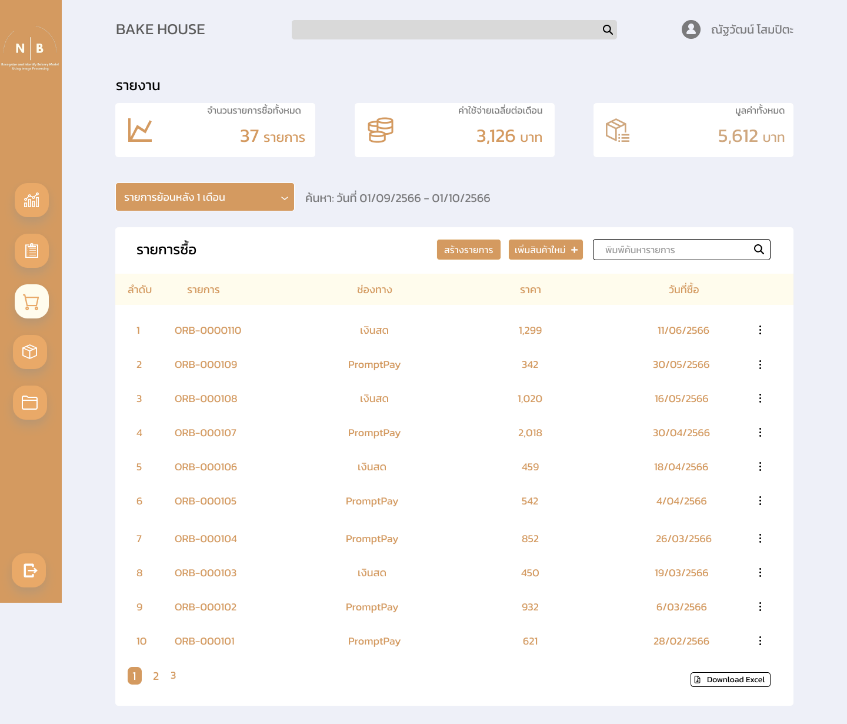 BAKE HOUSE
ณัฐวัฒน์ โสมปิตะ
N | B
รายงาน
จำนวนรายการซื้อทั้งหมด
37 รายการ
ค่าใช้จ่ายเฉลี่ยต่อเดือน
3,126 บาท
มูลค่าทั้งหมด
5,612 บาท
รายการย้อนหลัง 1 เดือน
ค้นหา: วันที่ 01/09/2566 - 01/10/2566
รายการซื้อ
สร้างรายการ
เพิ่มสินค้าใหม่ +
พิมพ์ค้นหารายการ
ลำดับ รายการ ช่องทาง ราคา วันที่ซื้อ
1 ORB-0000110 เงินสด 1,299 11/06/2566
2 ORB-000109 PromptPay 342 30/05/2566
3 ORB-000108 เงินสด 1,020 16/05/2566
4 ORB-000107 PromptPay 2,018 30/04/2566
5 ORB-000106 เงินสด 459 18/04/2566
6 ORB-000105 PromptPay 542 4/04/2566
7 ORB-000104 PromptPay 852 26/03/2566
8 ORB-000103 เงินสด 450 19/03/2566
9 ORB-000102 PromptPay 932 6/03/2566
10 ORB-000101 PromptPay 621 28/02/2566
1 2 3
Download Excel